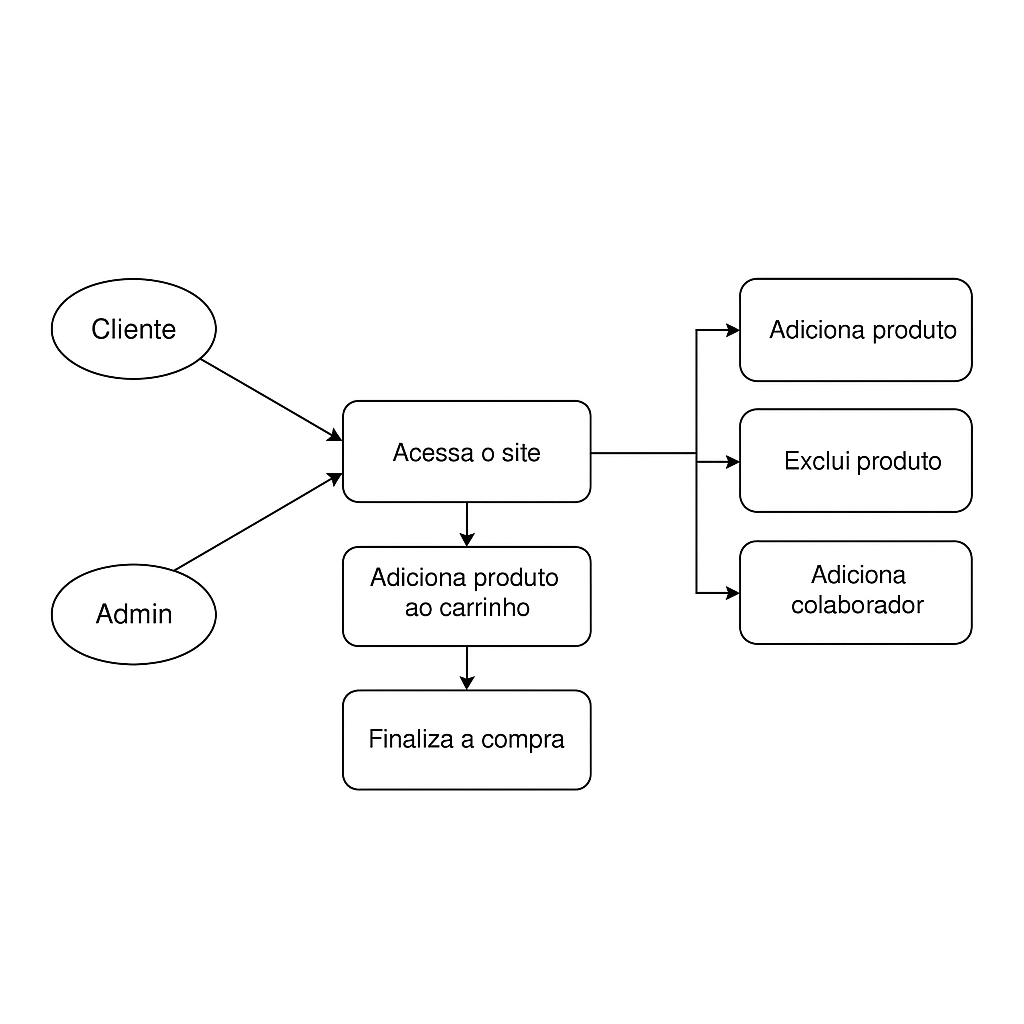 Cliente
Admin
Acessa o site
Adiciona produto
ao carrinho
Finaliza a compra
Adiciona produto
Exclui produto
Adiciona
colaborador